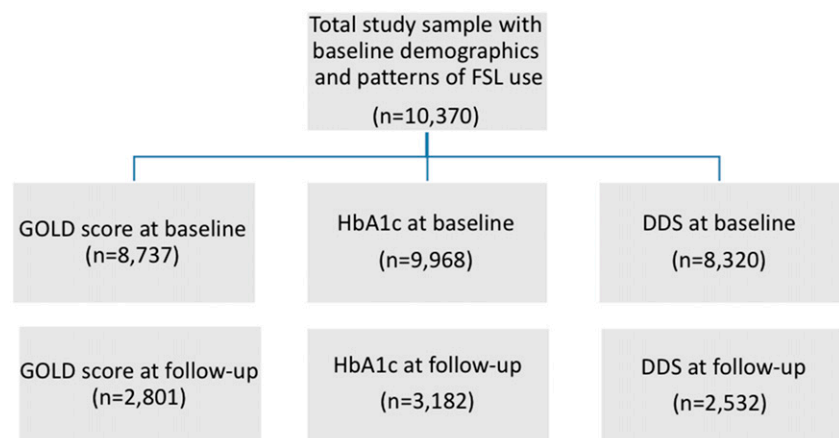 Total study sample with
baseline demographics
and patterns of FSL use
(n=10,370)
GOLD score at baseline
(n=8,737)
HbA1c at baseline
(n=9,968)
DDS at baseline
(n=8,320)
GOLD score at follow-up
(n=2,801)
HbA1c at follow-up
(n=3,182)
DDS at follow-up
(n=2,532)